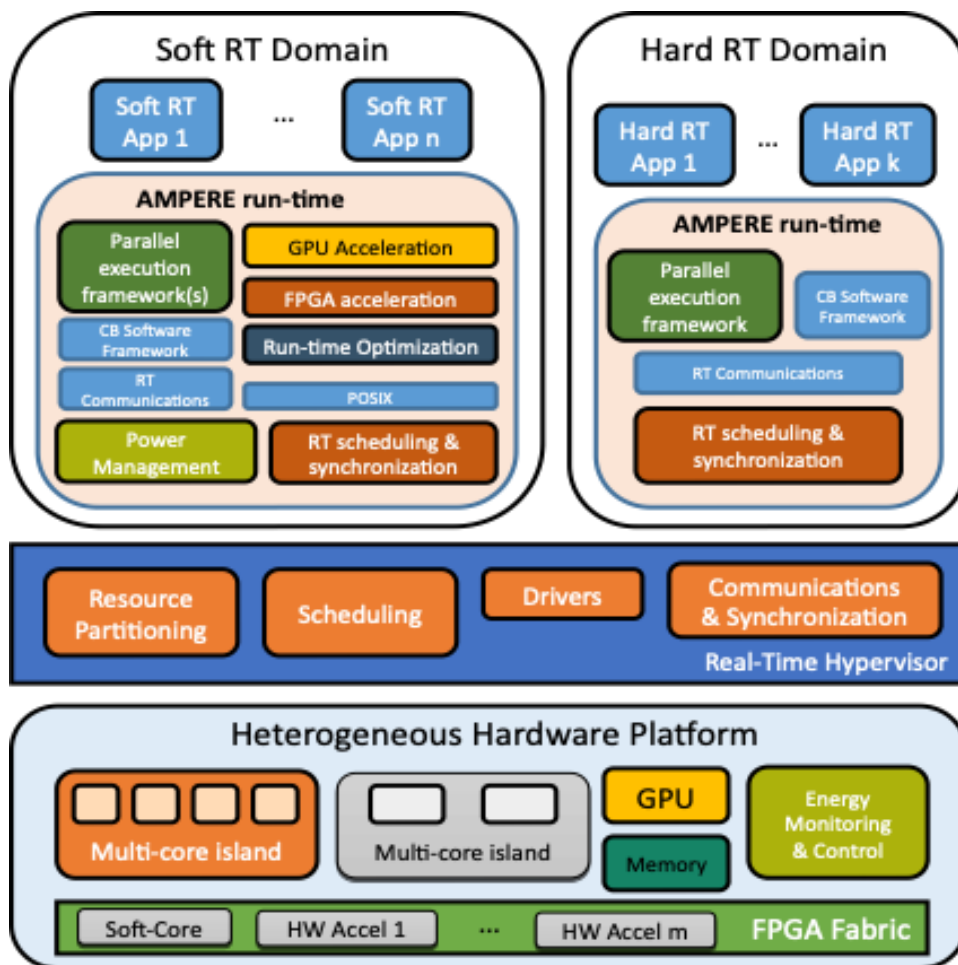 Soft RT Domain
Soft RT
App 1
...
Soft RT
App n
AMPERE run-time
Parallel
execution
framework(s)
GPU Acceleration
FPGA acceleration
CB Software
Framework
Run-time Optimization
RT
Communications
POSIX
Power
Management
RT scheduling &
synchronization
Hard RT Domain
Hard RT
App 1
...
Hard RT
App k
AMPERE run-time
Parallel
execution
framework
CB Software
Framework
RT Communications
RT scheduling &
synchronization
Resource
Partitioning
Scheduling
Drivers
Communications
& Synchronization
Real-Time Hypervisor
Heterogeneous Hardware Platform
Multi-core island
Multi-core island
GPU
Memory
Energy
Monitoring
& Control
Soft-Core
HW Accel 1
...
HW Accel m
FPGA Fabric